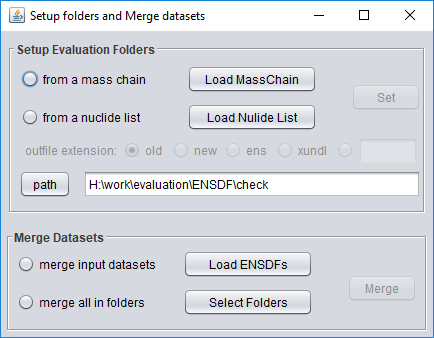 Setup folders and Merge datasets
Setup Evaluation Folders
from a mass chain Load MassChain
Set
from a nuclide list Load Nulide List
outfile extension: old new ens xundl
path H:\work\evaluation\ENSDF\check
Merge Datasets
merge input datasets Load ENSDFs
Merge
merge all in folders Select Folders